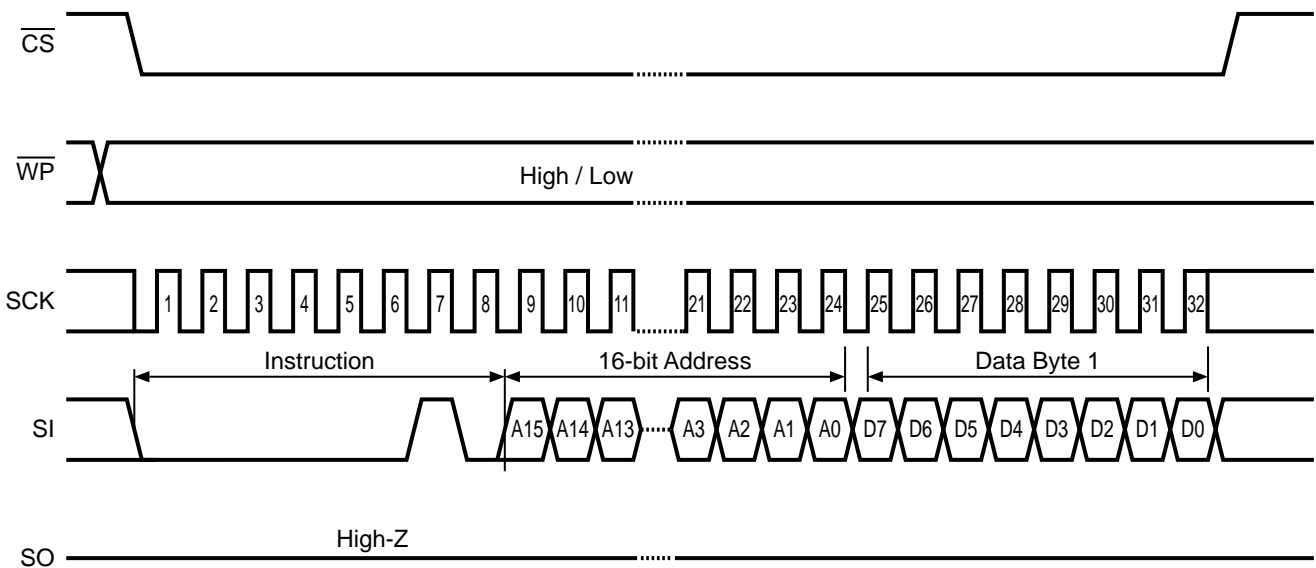 CS
WP
High / Low
SCK
1 2 3 4 5 6 7 8 9 10 11 21 22 23 24 25 26 27 28 29 30 31 32
Instruction 16-bit Address Data Byte 1
SI
A15 A14 A13 A3 A2 A1 A0 D7 D6 D5 D4 D3 D2 D1 D0
High-Z
SO